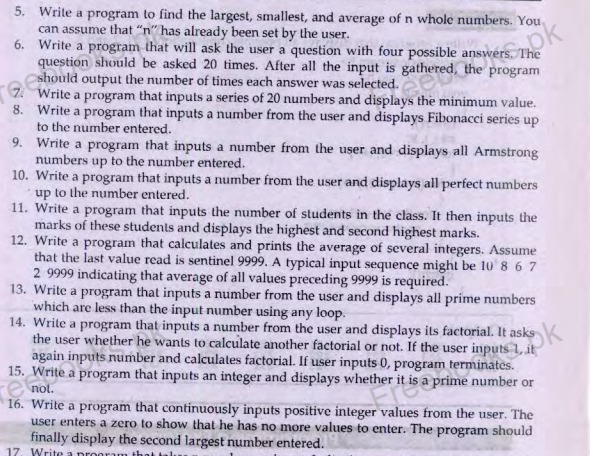 5. Write a program to find the largest, smallest, and average of n whole numbers. You
can assume that "n" has already been set by the user.
6. Write a program that will ask the user a question with four possible answers. The
question should be asked 20 times. After all the input is gathered, the program
should output the number of times each answer was selected.
7. Write a program that inputs a series of 20 numbers and displays the minimum value.
8. Write a program that inputs a number from the user and displays Fibonacci series up
to the number entered.
9. Write a program that inputs a number from the user and displays all Armstrong
numbers up to the number entered.
10. Write a program that inputs a number from the user and displays all perfect numbers
up to the number entered.
11. Write a program that inputs the number of students in the class. It then inputs the
marks of these students and displays the highest and second highest marks.
12. Write a program that calculates and prints the average of several integers. Assume
that the last value read is sentinel 9999. A typical input sequence might be 10 8 6 7
2 9999 indicating that average of all values preceding 9999 is required.
13. Write a program that inputs a number from the user and displays all prime numbers
which are less than the input number using any loop.
14. Write a program that inputs a number from the user and displays its factorial. It asks
the user whether he wants to calculate another factorial or not. If the user inputs 1, it
again inputs number and calculates factorial. If user inputs 0, program terminates.
15. Write a program that inputs an integer and displays whether it is a prime number or
not.
16. Write a program that continuously inputs positive integer values from the user. The
user enters a zero to show that he has no more values to enter. The program should
finally display the second largest number entered.
17. Write a program that